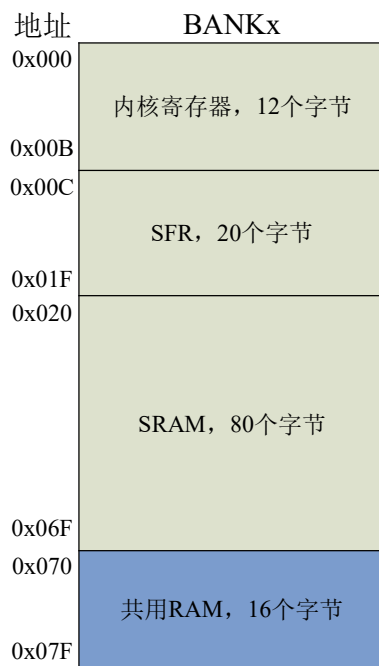 地址 BANKx
0x000
内核寄存器，12个字节
0x00B
0x00C
SFR，20个字节
0x01F
0x020
SRAM，80个字节
0x06F
0x070
共用RAM，16个字节
0x07F